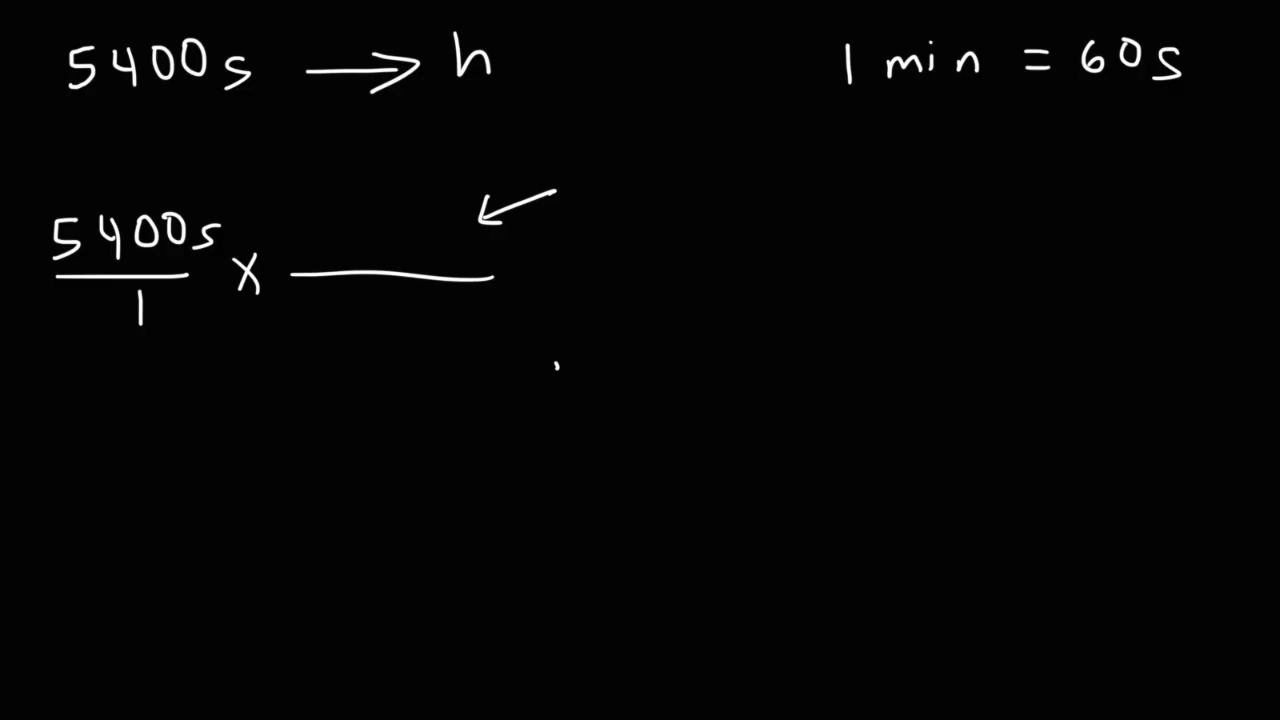 5400s → h
1 min = 60s
5400s
x
1